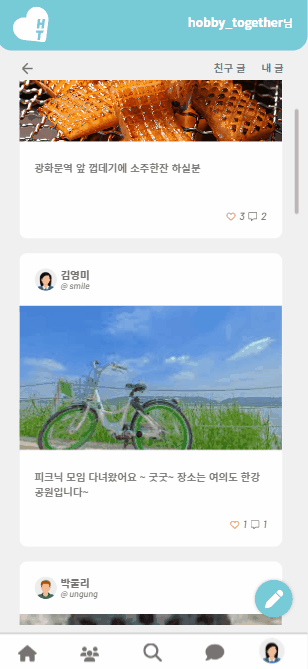 H
T
hobby_together님
친구 글 내 글
광화문역 앞 껍데기에 소주한잔 하실분
3 2
김영미
@ smile
피크닉 모임 다녀왔어요 ~ 굿굿~ 장소는 여의도 한강
공원입니다~
1 1
박물리
@ ungung